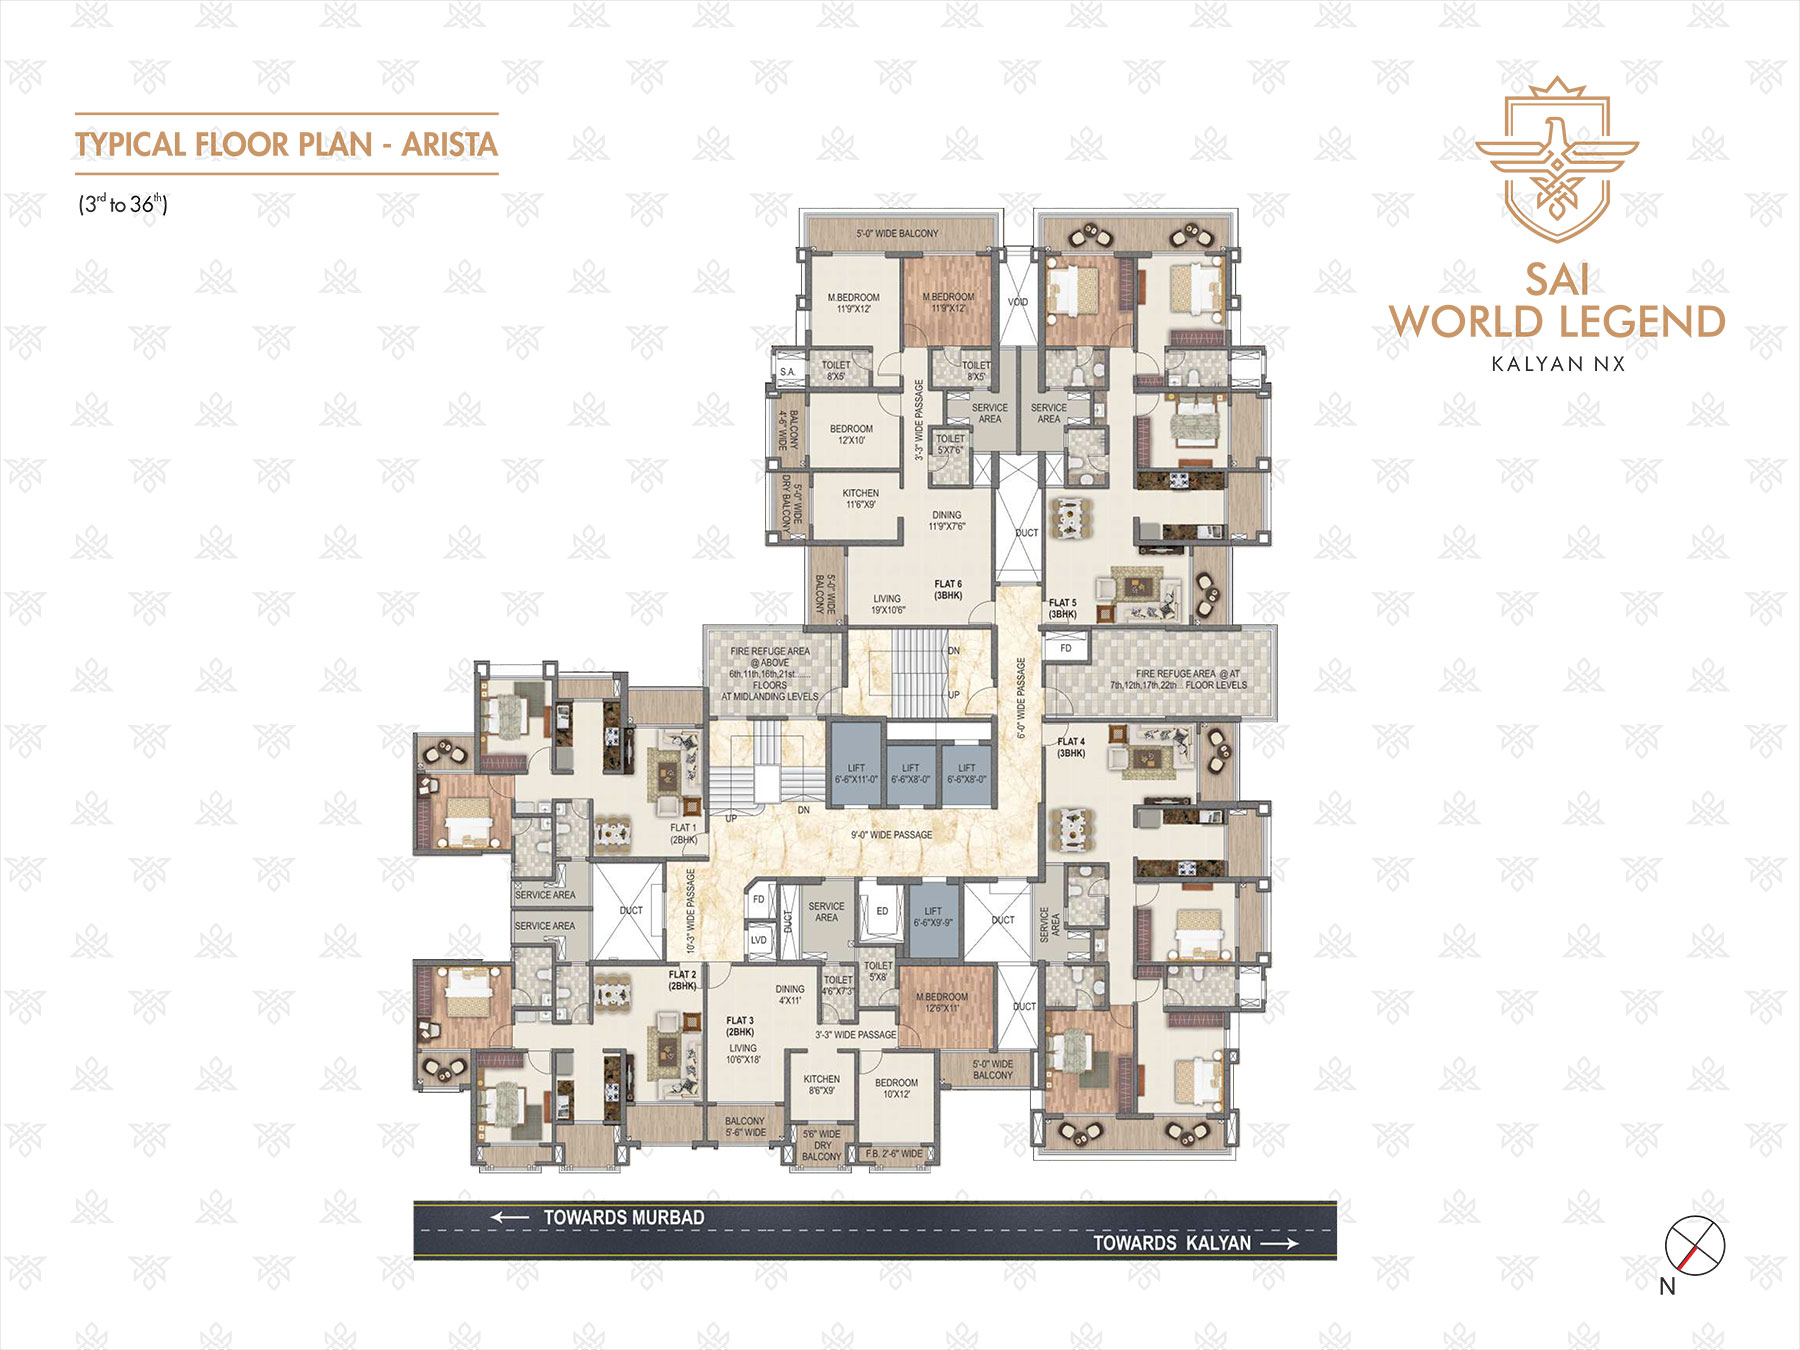 TYPICAL FLOOR PLAN - ARISTA
(3rd to 36th)
SAI
WORLD LEGEND
KALYAN NX
5'-0" WIDE BALCONY
M.BEDROOM
11'9"X12'
M.BEDROOM
11'9"X12'
VOID
S.A.
TOILET
8'X5'
TOILET
8'X5'
3'-3" WIDE PASSAGE
SERVICE
AREA
SERVICE
AREA
BALCONY
4'-6" WIDE
BEDROOM
12'X10'
TOILET
5'X7'6"
5'-0" WIDE
DRY BALCONY
KITCHEN
11'6"X9'
DINING
11'9"X7'6"
DUCT
5'-0" WIDE
BALCONY
FLAT 6
(3BHK)
LIVING
19'X10'6"
FLAT 5
(3BHK)
FIRE REFUGE AREA
@ ABOVE
6th,11th,16th,21st.......
FLOORS
AT MIDLANDING LEVELS
DN
UP
6'-0" WIDE PASSAGE
FD
FIRE REFUGE AREA @ AT
7th,12th,17th,22th... FLOOR LEVELS
FLAT 4
(3BHK)
LIFT
6'-6"X11'-0"
LIFT
6'-6"X8'-0"
LIFT
6'-6"X8'-0"
UP
DN
FLAT 1
(2BHK)
9'-0" WIDE PASSAGE
SERVICE AREA
SERVICE AREA
DUCT
10'-3" WIDE PASSAGE
FD
LVD
DUCT
SERVICE
AREA
ED
LIFT
6'-6"X9'-9"
DUCT
SERVICE
AREA
FLAT 2
(2BHK)
DINING
4'X11'
TOILET
4'6"X7'3"
TOILET
5'X8'
M.BEDROOM
12'6"X11'
DUCT
FLAT 3
(2BHK)
LIVING
10'6"X18'
3'-3" WIDE PASSAGE
5'-0" WIDE
BALCONY
KITCHEN
8'6"X9'
BEDROOM
10'X12'
BALCONY
5'-6" WIDE
5'6" WIDE
DRY
BALCONY
F.B. 2'-6" WIDE
TOWARDS MURBAD
TOWARDS KALYAN
N